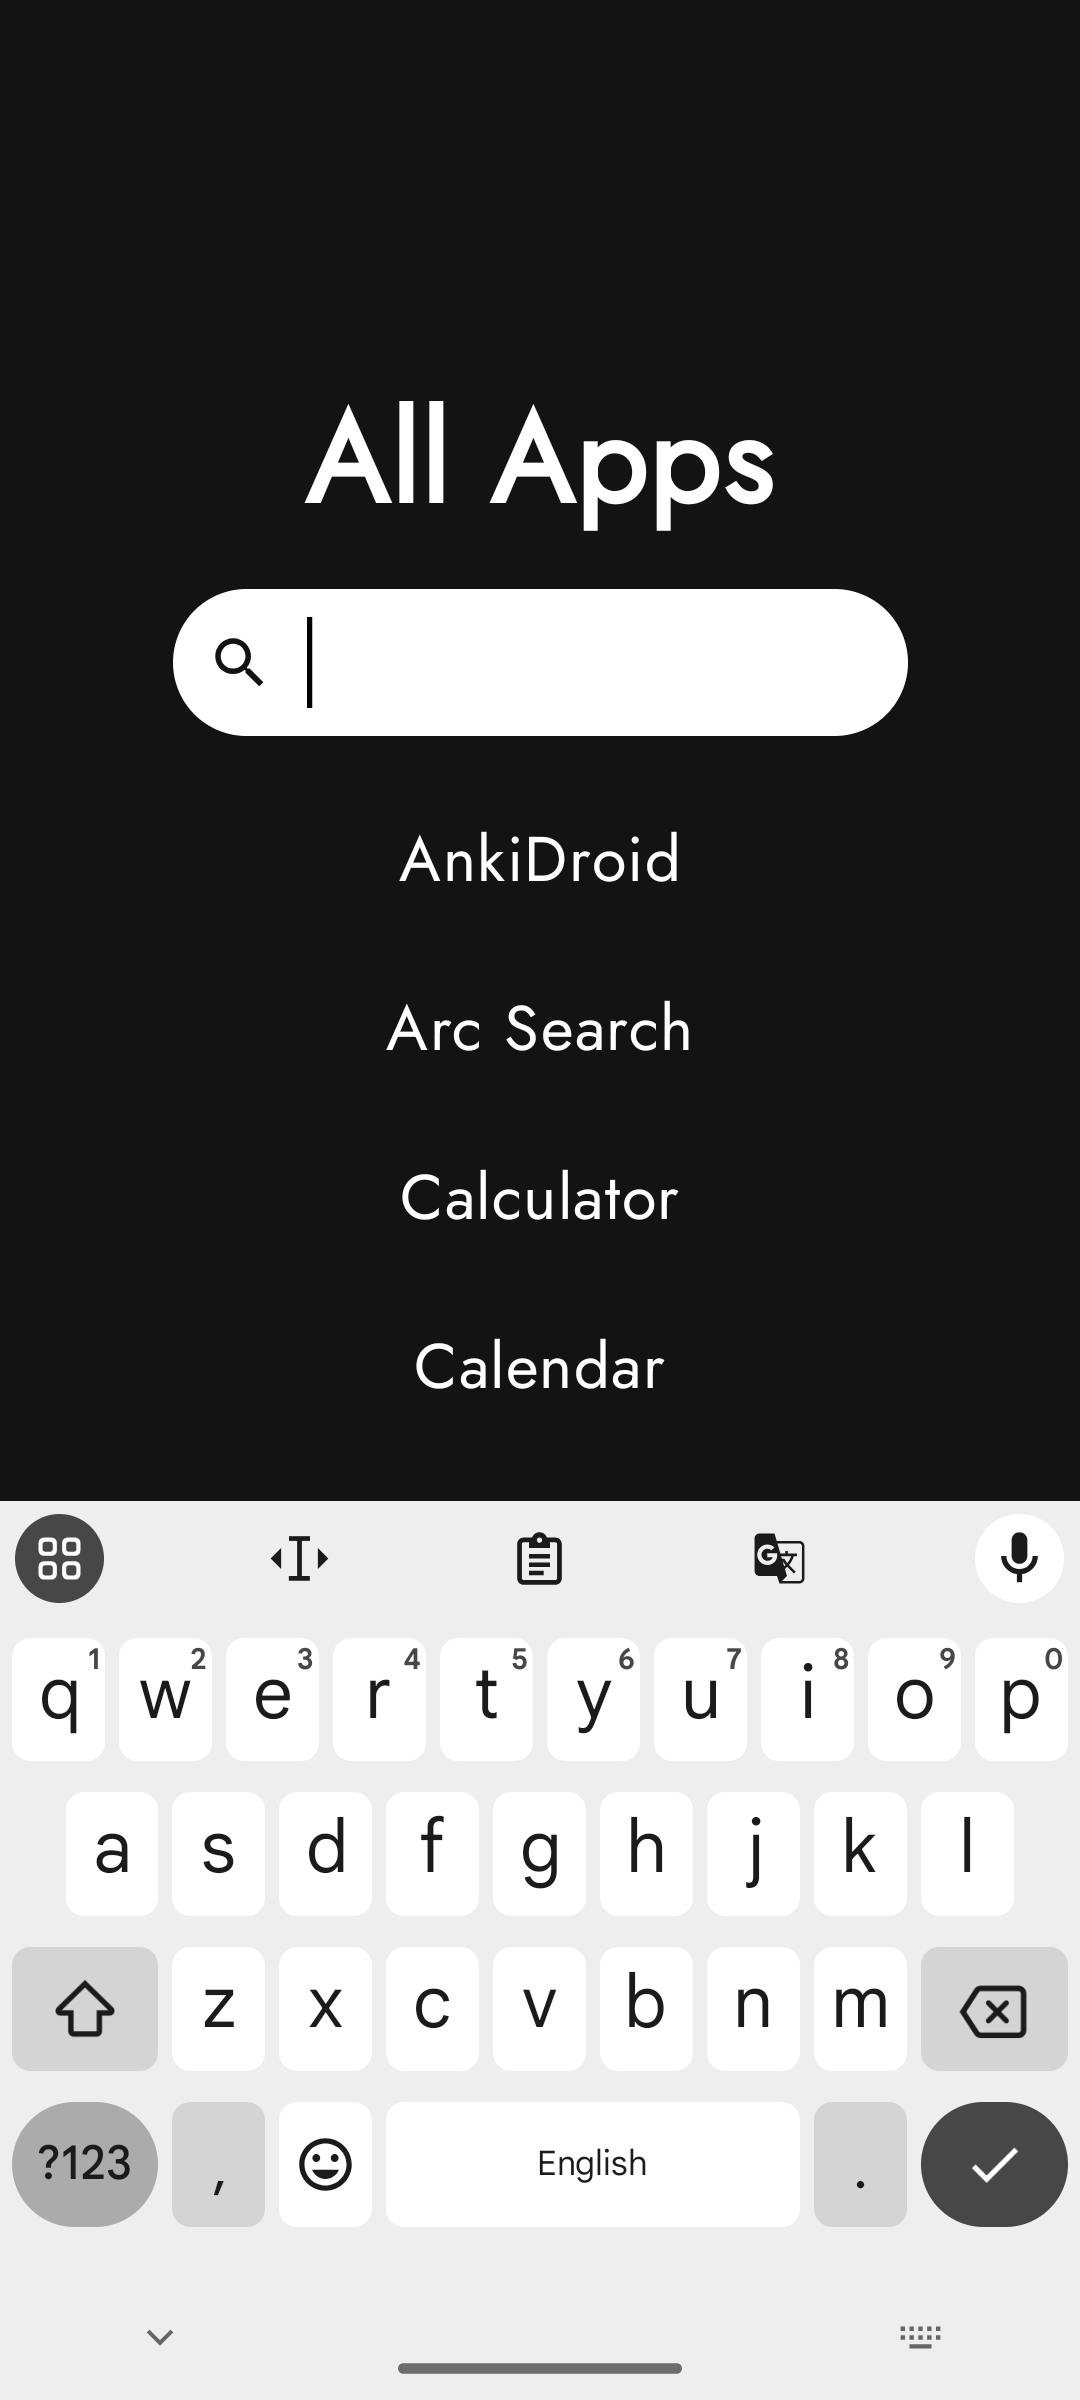 All Apps
AnkiDroid
Arc Search
Calculator
Calendar
G 文
q 1 w 2 e 3 r 4 t 5 y 6 u 7 i 8 o 9 p 0
a s d f g h j k l
z x c v b n m
?123 , English .